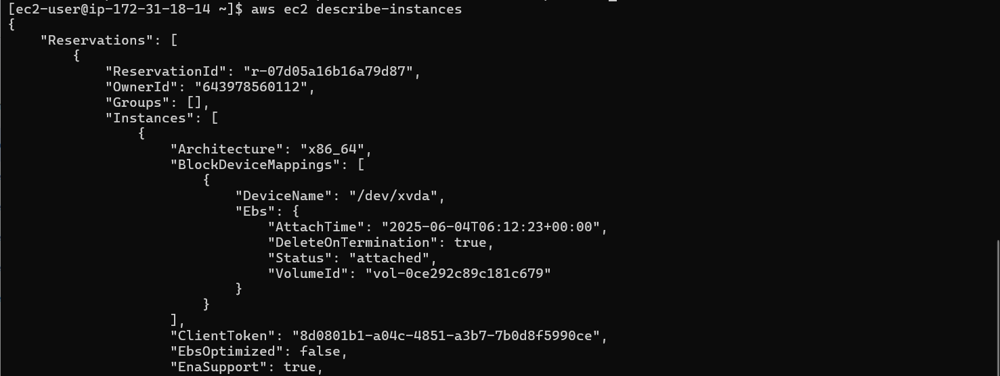 [ec2-user@ip-172-31-18-14 ~]$ aws ec2 describe-instances
{
    "Reservations": [
        {
            "ReservationId": "r-07d05a16b16a79d87",
            "OwnerId": "643978560112",
            "Groups": [],
            "Instances": [
                {
                    "Architecture": "x86_64",
                    "BlockDeviceMappings": [
                        {
                            "DeviceName": "/dev/xvda",
                            "Ebs": {
                                "AttachTime": "2025-06-04T06:12:23+00:00",
                                "DeleteOnTermination": true,
                                "Status": "attached",
                                "VolumeId": "vol-0ce292c89c181c679"
                            }
                        }
                    ],
                    "ClientToken": "8d0801b1-a04c-4851-a3b7-7b0d8f5990ce",
                    "EbsOptimized": false,
                    "EnaSupport": true,